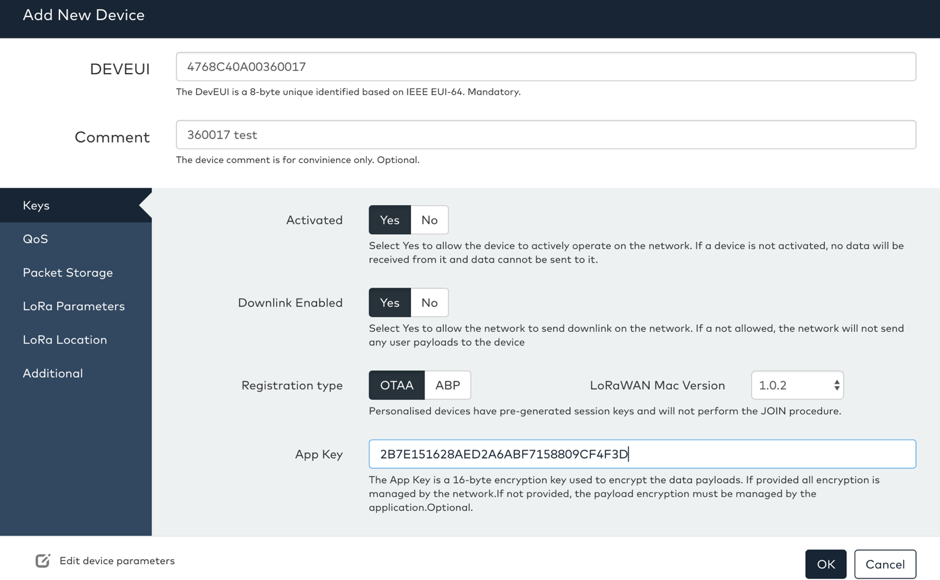 Add New Device
DEVEUI
4768C40A00360017
The DevEUI is a 8-byte unique identified based on IEEE EUI-64. Mandatory.
Comment
360017 test
The device comment is for convinience only. Optional.
Keys
QoS
Packet Storage
LoRa Parameters
LoRa Location
Additional
Activated
Yes No
Select Yes to allow the device to actively operate on the network. If a device is not activated, no data will be
received from it and data cannot be sent to it.
Downlink Enabled
Yes No
Select Yes to allow the network to send downlink on the network. If a not allowed, the network will not send
any user payloads to the device
Registration type
OTAA ABP
LoRaWAN Mac Version
1.0.2
Personalised devices have pre-generated session keys and will not perform the JOIN procedure.
App Key
2B7E151628AED2A6ABF7158809CF4F3D
The App Key is a 16-byte encryption key used to encrypt the data payloads. If provided all encryption is
managed by the network.If not provided, the payload encryption must be managed by the
application.Optional.
Edit device parameters
OK
Cancel